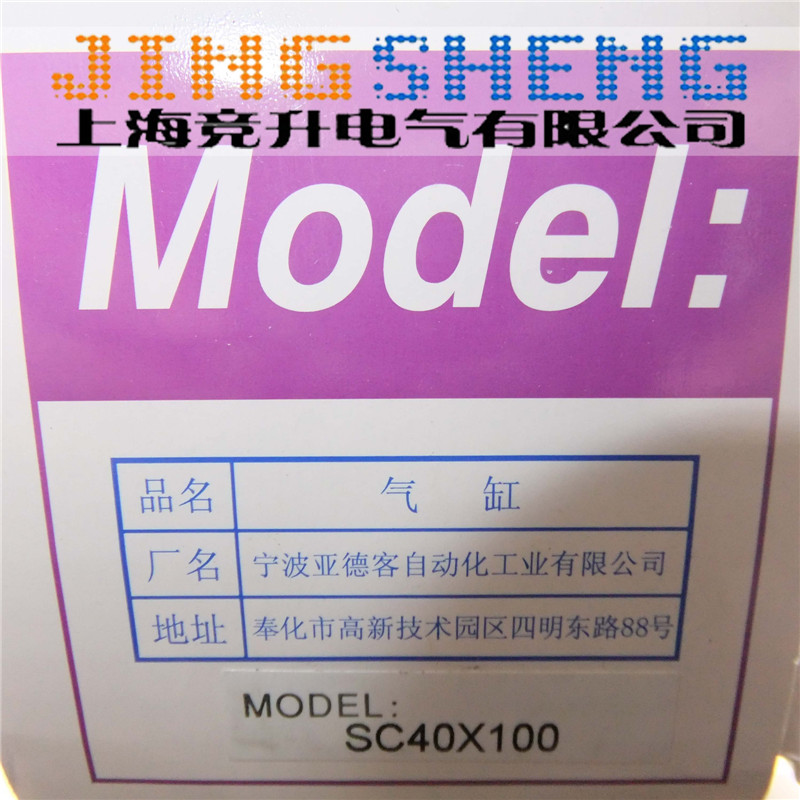 JINGSHENG
上海竞升电气有限公司
Model:
品名 气 缸
厂名 宁波亚德客自动化工业有限公司
地址 奉化市高新技术园区四明东路88号
MODEL:
SC40X100